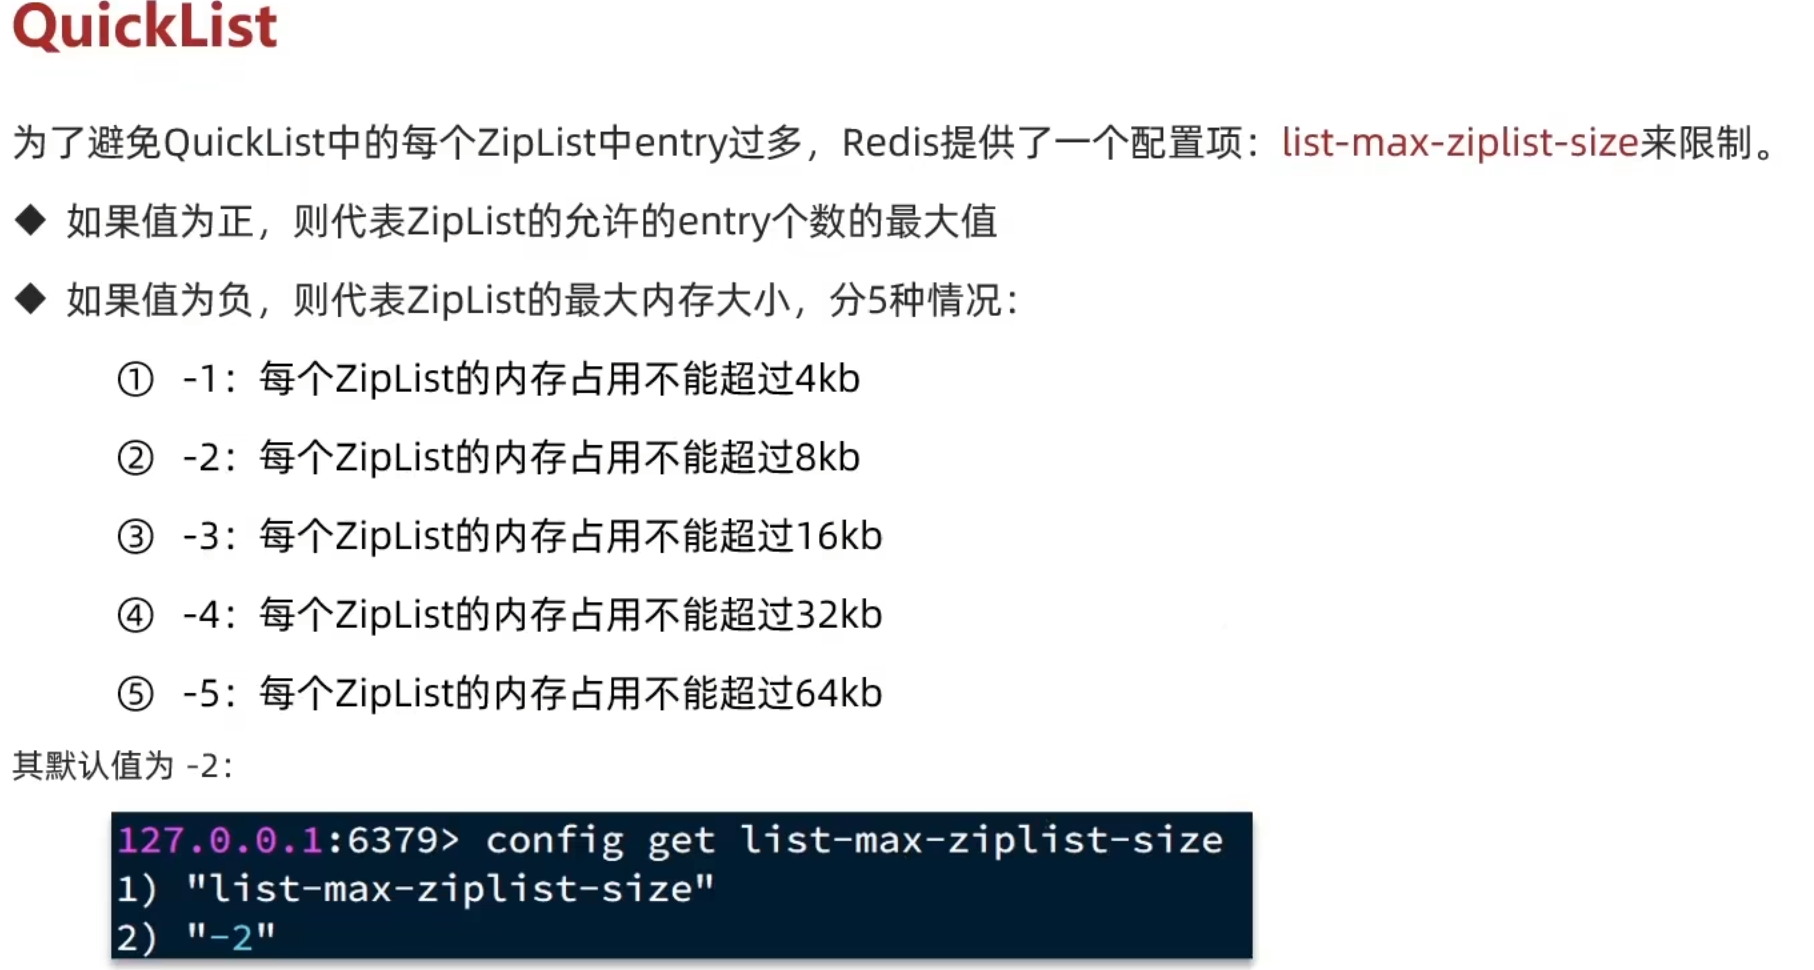 QuickList
为了避免QuickList中的每个ZipList中entry过多，Redis提供了一个配置项：list-max-ziplist-size来限制。
◆ 如果值为正，则代表ZipList的允许的entry个数的最大值
◆ 如果值为负，则代表ZipList的最大内存大小，分5种情况：
① -1：每个ZipList的内存占用不能超过4kb
② -2：每个ZipList的内存占用不能超过8kb
③ -3：每个ZipList的内存占用不能超过16kb
④ -4：每个ZipList的内存占用不能超过32kb
⑤ -5：每个ZipList的内存占用不能超过64kb
其默认值为 -2：
127.0.0.1:6379> config get list-max-ziplist-size
1) "list-max-ziplist-size"
2) "-2"